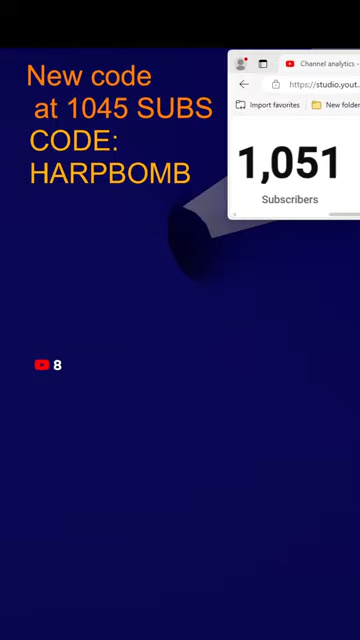 New code
at 1045 SUBS
CODE:
HARPBOMB
Channel analytics -
https://studio.yout...
Import favorites
New folder
1,051
Subscribers
8